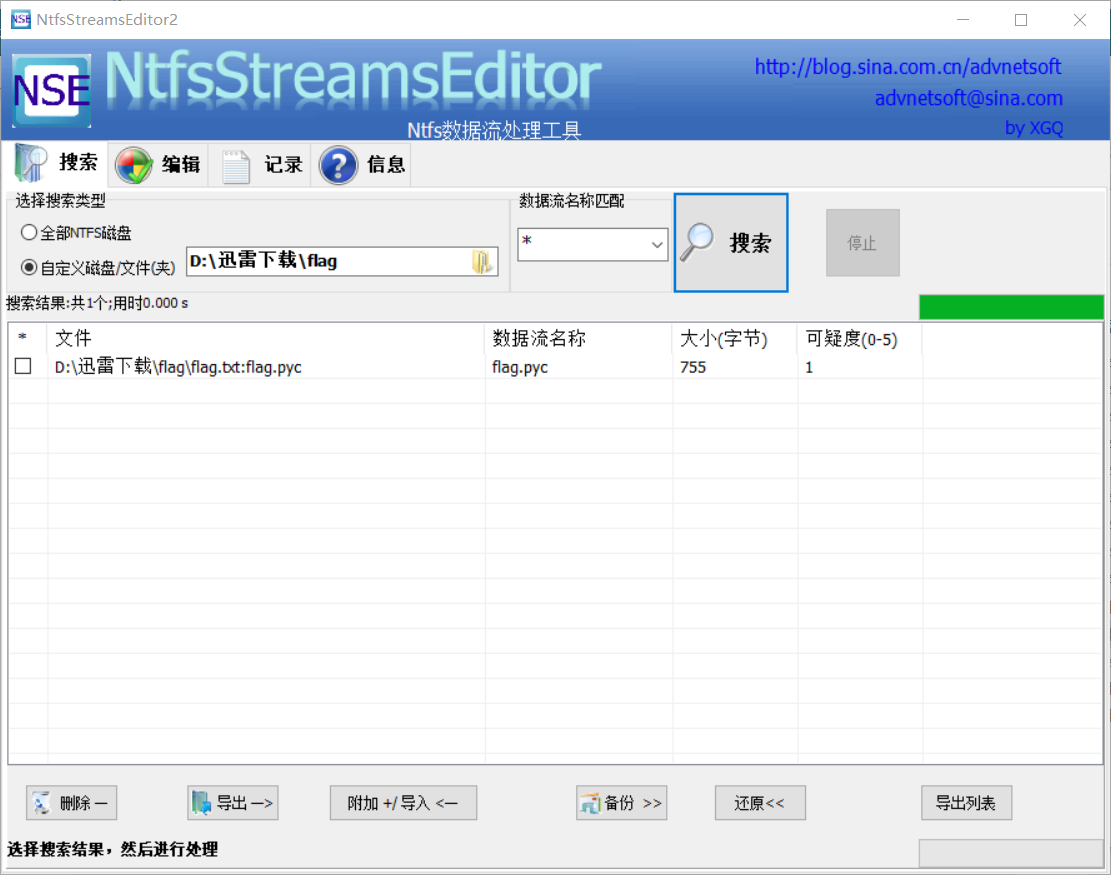 NSE NtfsStreamsEditor2
NSE NtfsStreamsEditor
http://blog.sina.com.cn/advnetsoft
advnetsoft@sina.com
Ntfs数据流处理工具
by XGQ
搜索 编辑 记录 信息
选择搜索类型 数据流名称匹配
全部NTFS磁盘
* 搜索 停止
自定义磁盘/文件(夹) D:\迅雷下载\flag
搜索结果:共1个;用时0.000 s
* 文件 数据流名称 大小(字节) 可疑度(0-5)
D:\迅雷下载\flag\flag.txt:flag.pyc flag.pyc 755 1
删除 — 导出 —> 附加 +/导入 <— 备份 >> 还原<< 导出列表
选择搜索结果，然后进行处理